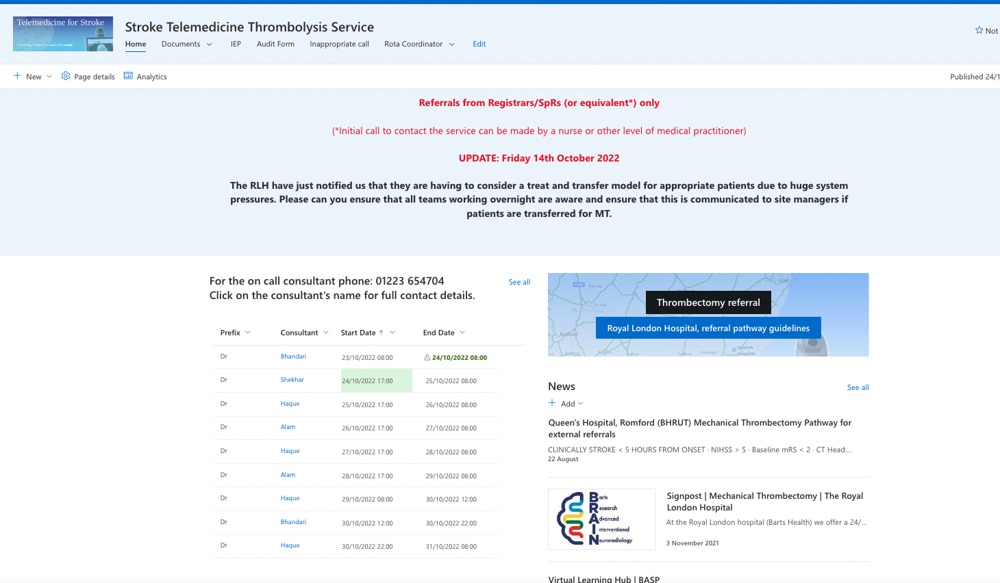 Telemedicine for Stroke
Stroke Telemedicine Thrombolysis Service
Not
Home Documents IEP Audit Form Inappropriate call Rota Coordinator Edit
New Page details Analytics
Published 24/1
Referrals from Registrars/SpRs (or equivalent*) only
(*Initial call to contact the service can be made by a nurse or other level of medical practitioner)
UPDATE: Friday 14th October 2022
The RLH have just notified us that they are having to consider a treat and transfer model for appropriate patients due to huge system
pressures. Please can you ensure that all teams working overnight are aware and ensure that this is communicated to site managers if
patients are transferred for MT.
For the on call consultant phone: 01223 654704
Click on the consultant's name for full contact details.
See all
Prefix Consultant Start Date ↑ End Date
Dr Bhandari 23/10/2022 08:00 24/10/2022 08:00
Dr Shekhar 24/10/2022 17:00 25/10/2022 08:00
Dr Haque 25/10/2022 17:00 26/10/2022 08:00
Dr Alam 26/10/2022 17:00 27/10/2022 08:00
Dr Haque 27/10/2022 17:00 28/10/2022 08:00
Dr Alam 28/10/2022 17:00 29/10/2022 08:00
Dr Haque 29/10/2022 08:00 30/10/2022 12:00
Dr Bhandari 30/10/2022 12:00 30/10/2022 22:00
Dr Haque 30/10/2022 22:00 31/10/2022 08:00
Thrombectomy referral
Royal London Hospital, referral pathway guidelines
News
See all
Add
Queen's Hospital, Romford (BHRUT) Mechanical Thrombectomy Pathway for
external referrals
CLINICALLY STROKE < 5 HOURS FROM ONSET · NIHSS > 5 · Baseline mRS < 2 · CT Head:...
22 August
Barts
Research
Advanced
Interventional
Neuroradiology
Signpost | Mechanical Thrombectomy | The Royal
London Hospital
At the Royal London hospital (Barts Health) we offer a 24/...
3 November 2021
Virtual Learning Hub | BASP